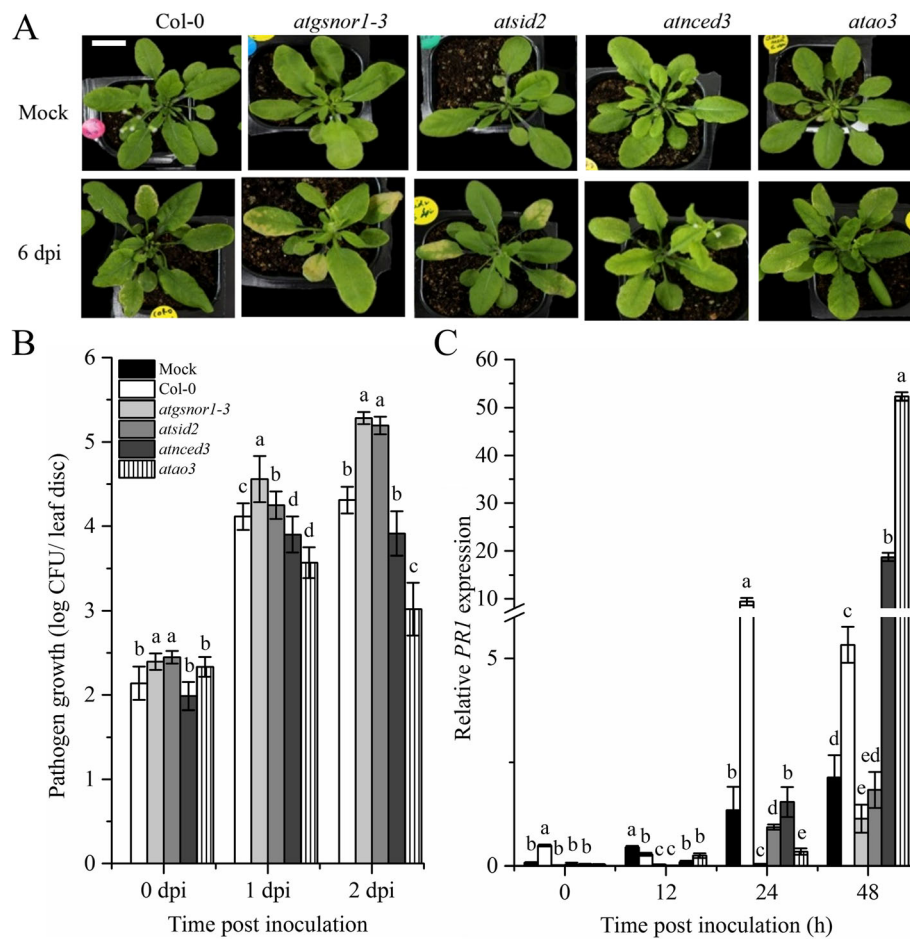 A
Col-0 atgsnor1-3 atsid2 atnced3 atao3
Mock
6 dpi
B
Pathogen growth (log CFU/ leaf disc)
6
5
4
3
2
1
0
Mock
Col-0
atgsnor1-3
atsid2
atnced3
atao3
b a a b b
c a b d d
b a a b c
0 dpi 1 dpi 2 dpi
Time post inoculation
C
Relative PR1 expression
60
50
40
30
20
10
5
0
b a b b b
a b c c b b
b a c d b e
d c e ed b a
0 12 24 48
Time post inoculation (h)